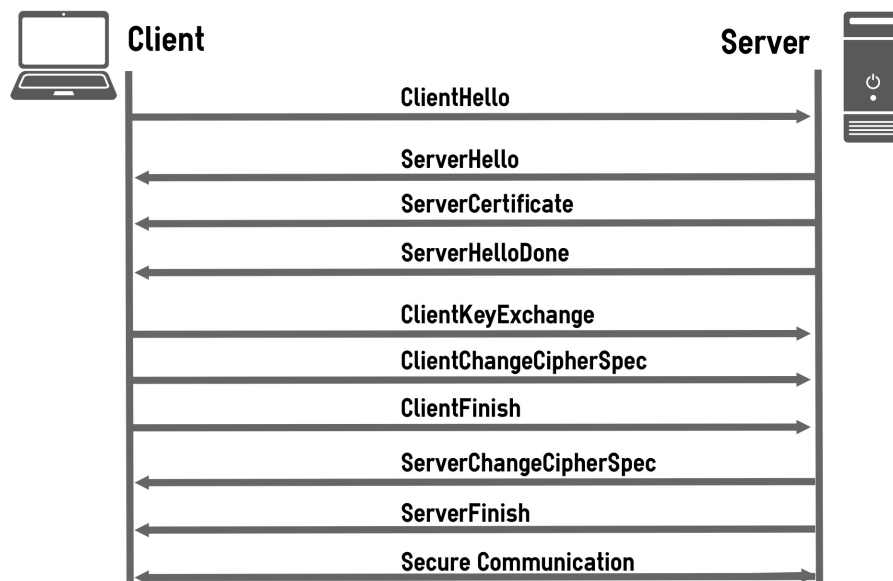 Client
Server
ClientHello
ServerHello
ServerCertificate
ServerHelloDone
ClientKeyExchange
ClientChangeCipherSpec
ClientFinish
ServerChangeCipherSpec
ServerFinish
Secure Communication